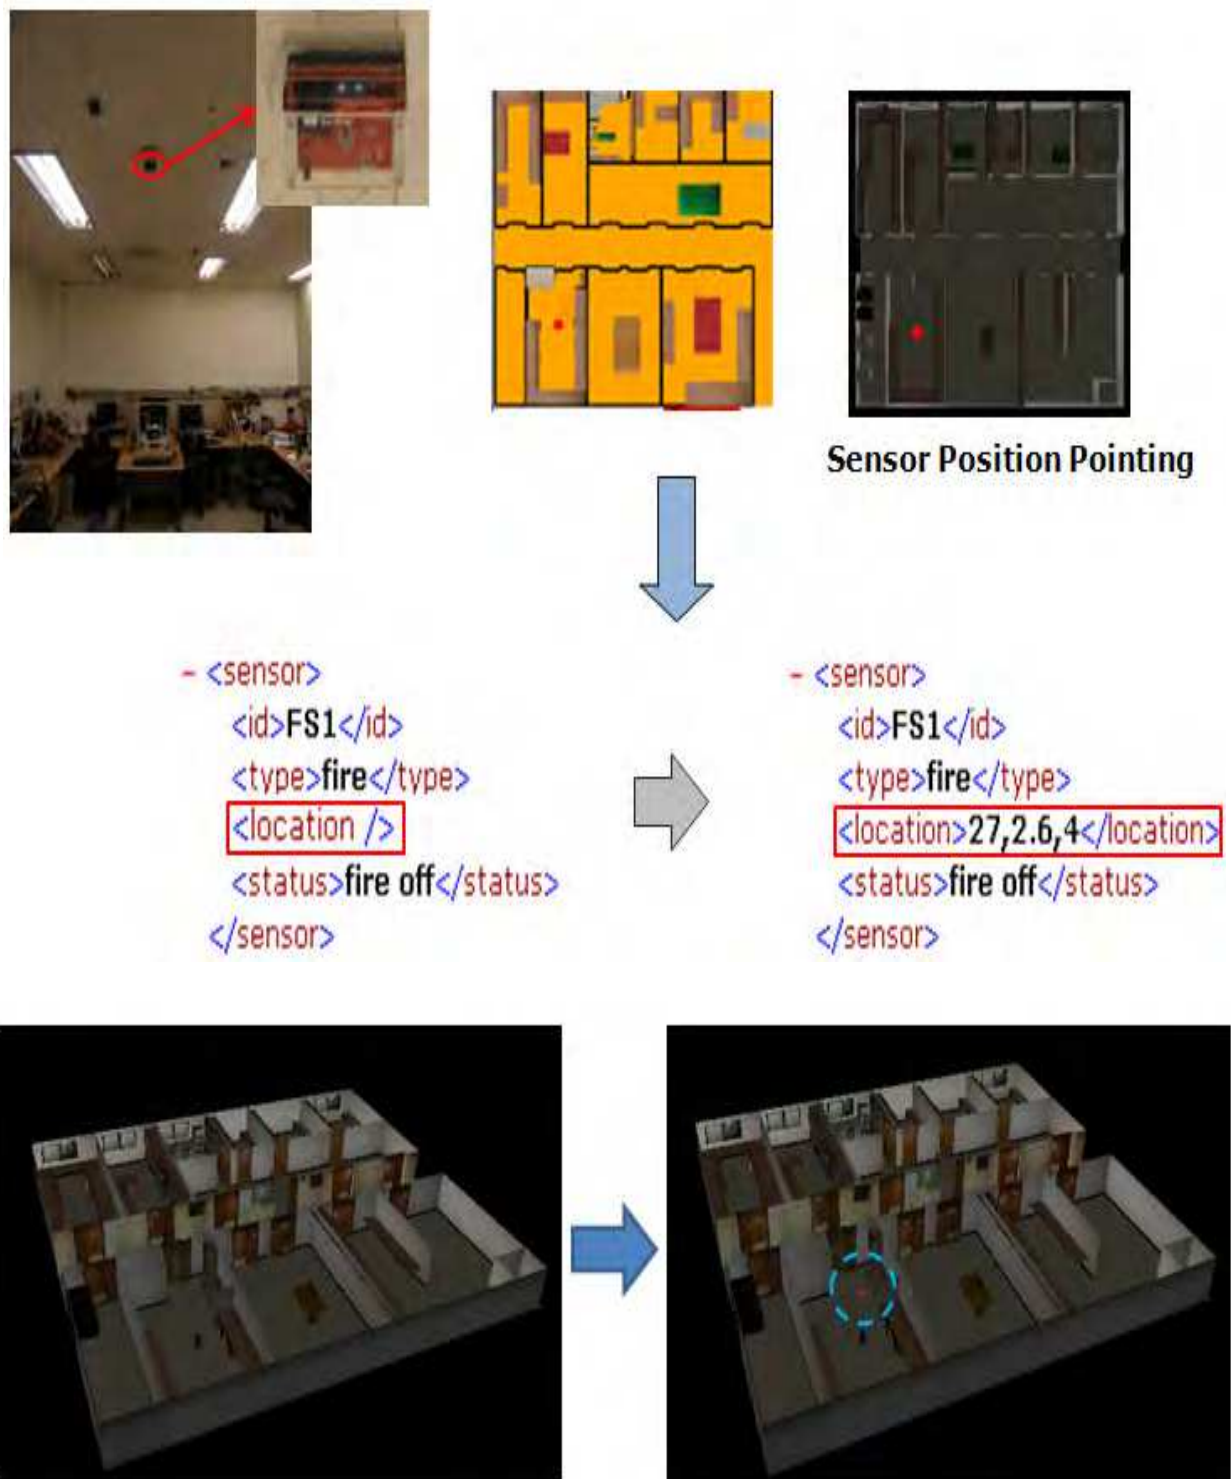 Sensor Position Pointing
- <sensor>
<id>FS1</id>
<type>fire</type>
<location />
<status>fire off</status>
</sensor>
- <sensor>
<id>FS1</id>
<type>fire</type>
<location>27,2.6,4</location>
<status>fire off</status>
</sensor>